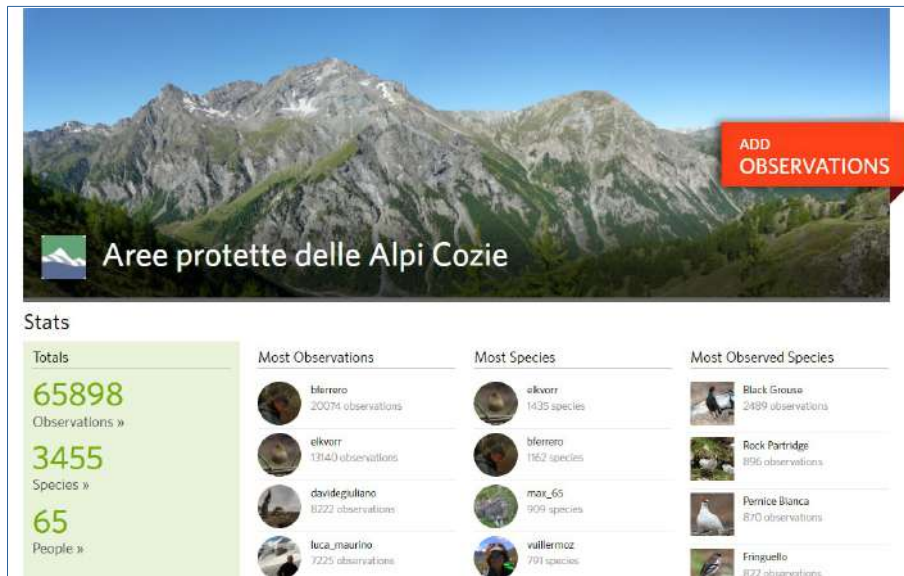 ADD
OBSERVATIONS
Aree protette delle Alpi Cozie
Stats
Totals
65898
Observations »
3455
Species »
65
People »
Most Observations
bferrero
20074 observations
elkvorr
13140 observations
davidegiuliano
8222 observations
luca_maurino
7225 observations
Most Species
elkvorr
1435 species
bferrero
1162 species
max_65
909 species
vuillermoz
791 species
Most Observed Species
Black Grouse
2489 observations
Rock Partridge
896 observations
Pernice Bianca
870 observations
Fringuello
822 observations